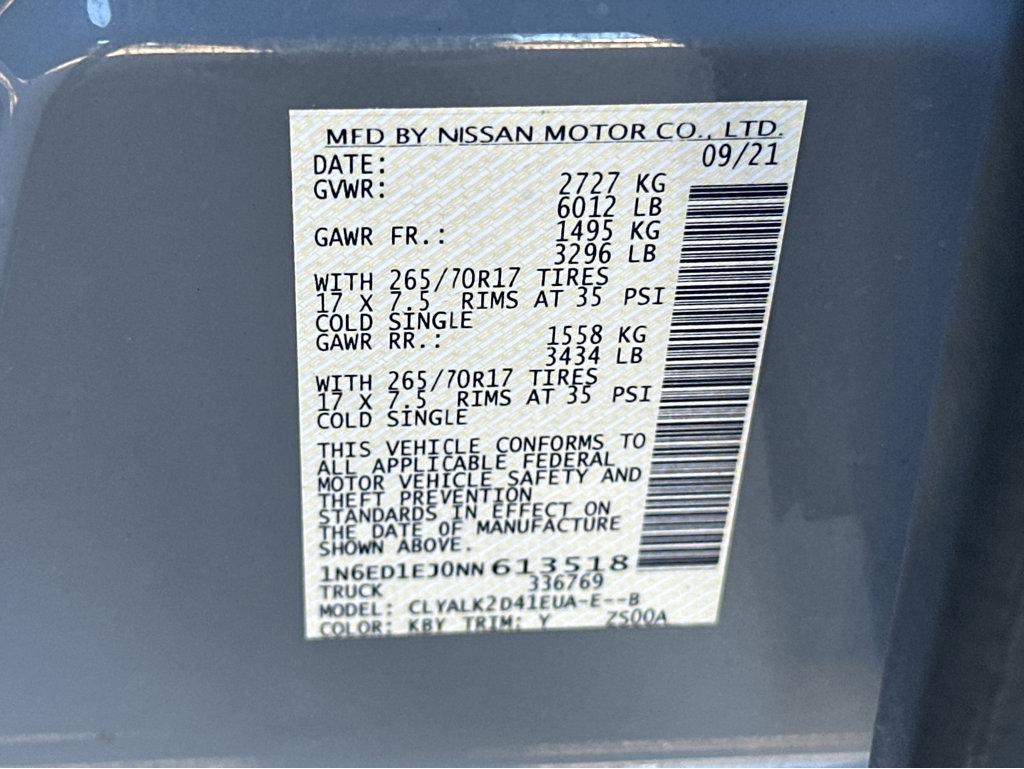 MFD BY NISSAN MOTOR CO., LTD.
DATE: 09/21
GVWR: 2727 KG
6012 LB
GAWR FR.: 1495 KG
3296 LB
WITH 265/70R17 TIRES
17 X 7.5 RIMS AT 35 PSI
COLD SINGLE
GAWR RR.: 1558 KG
3434 LB
WITH 265/70R17 TIRES
17 X 7.5 RIMS AT 35 PSI
COLD SINGLE
THIS VEHICLE CONFORMS TO
ALL APPLICABLE FEDERAL
MOTOR VEHICLE SAFETY AND
THEFT PREVENTION
STANDARDS IN EFFECT ON
THE DATE OF MANUFACTURE
SHOWN ABOVE.
1N6ED1EJ0NN613518
TRUCK 336769
MODEL: CLYALK2D41EUA-E--B
COLOR: KBY TRIM: Y ZS00A